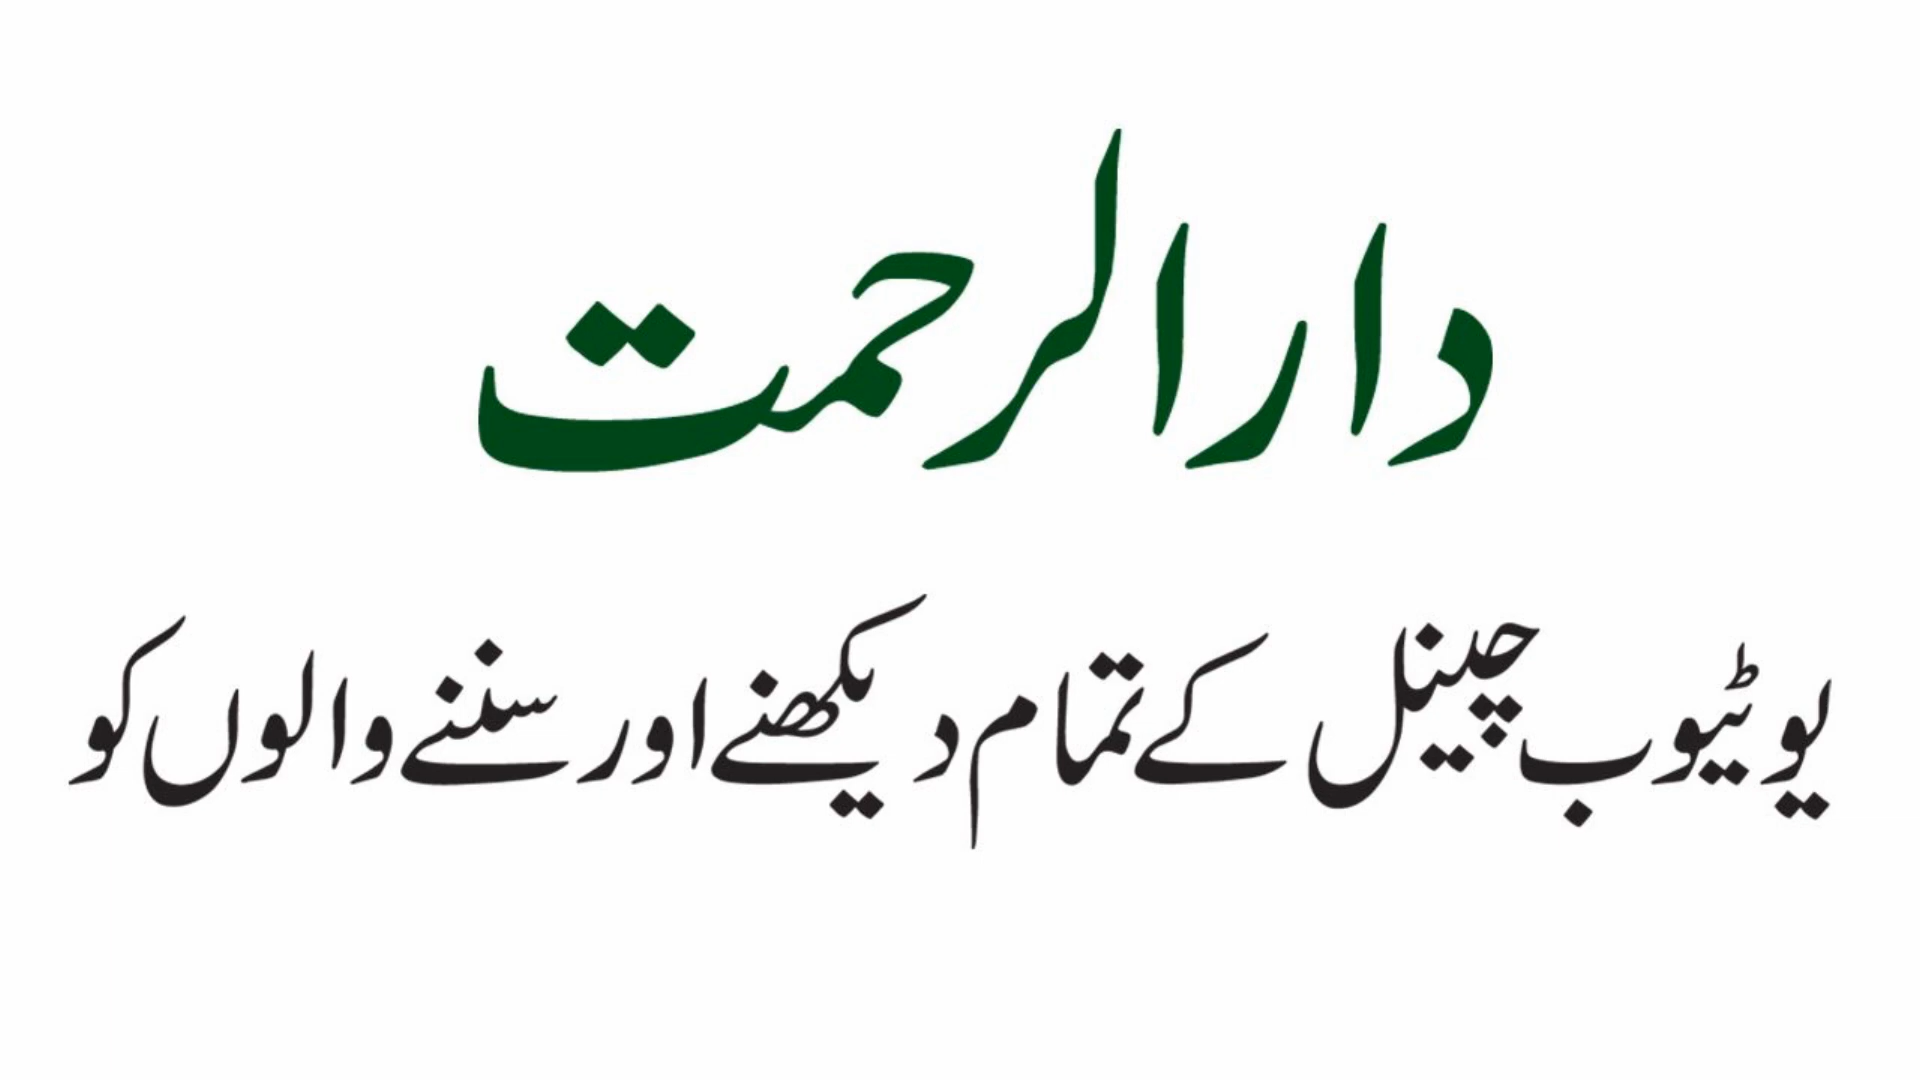 دارالرحمت
یوٹیوب چینل کے تمام دیکھنے اور سننے والوں کو